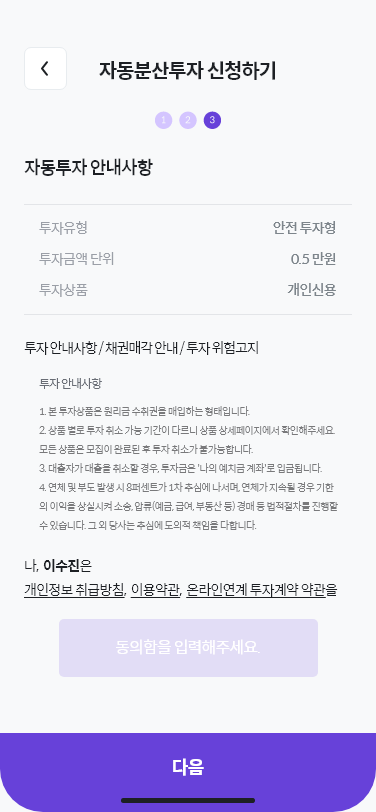 자동분산투자 신청하기
1 2 3
자동투자 안내사항
투자유형 안전 투자형
투자금액 단위 0.5 만원
투자상품 개인신용
투자 안내사항 / 채권매각 안내 / 투자 위험고지
투자 안내사항
1. 본 투자상품은 원리금 수취권을 매입하는 형태입니다.
2. 상품 별로 투자 취소 가능 기간이 다르니 상품 상세페이지에서 확인해주세요.
모든 상품은 모집이 완료된 후 투자 취소가 불가능합니다.
3. 대출자가 대출을 취소할 경우, 투자금은 '나의 예치금 계좌'로 입금됩니다.
4. 연체 및 부도 발생 시 8퍼센트가 1차 추심에 나서며, 연체가 지속될 경우 기한
의 이익을 상실시켜 소송, 압류(예금, 급여, 부동산 등) 경매 등 법적절차를 진행할
수 있습니다. 그 외 당사는 추심에 도의적 책임을 다합니다.
나, 이수진은
개인정보 취급방침, 이용약관, 온라인연계 투자계약 약관을
동의함을 입력해주세요.
다음